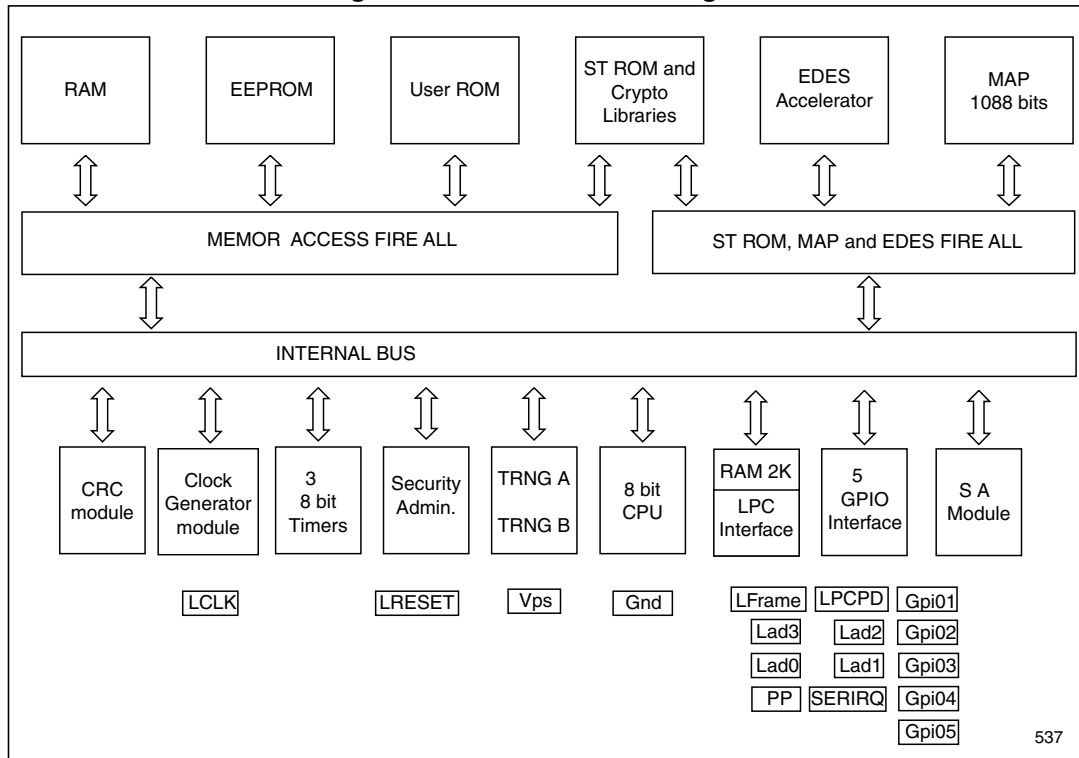 RAM
EEPROM
User ROM
ST ROM and
Crypto
Libraries
EDES
Accelerator
MAP
1088 bits
MEMOR ACCESS FIRE ALL
ST ROM, MAP and EDES FIRE ALL
INTERNAL BUS
CRC
module
Clock
Generator
module
3
8 bit
Timers
Security
Admin.
TRNG A
TRNG B
8 bit
CPU
RAM 2K
LPC
Interface
5
GPIO
Interface
S A
Module
LCLK
LRESET
Vps
Gnd
LFrame
LPCPD
Gpi01
Lad3
Lad2
Gpi02
Lad0
Lad1
Gpi03
PP
SERIRQ
Gpi04
Gpi05
537